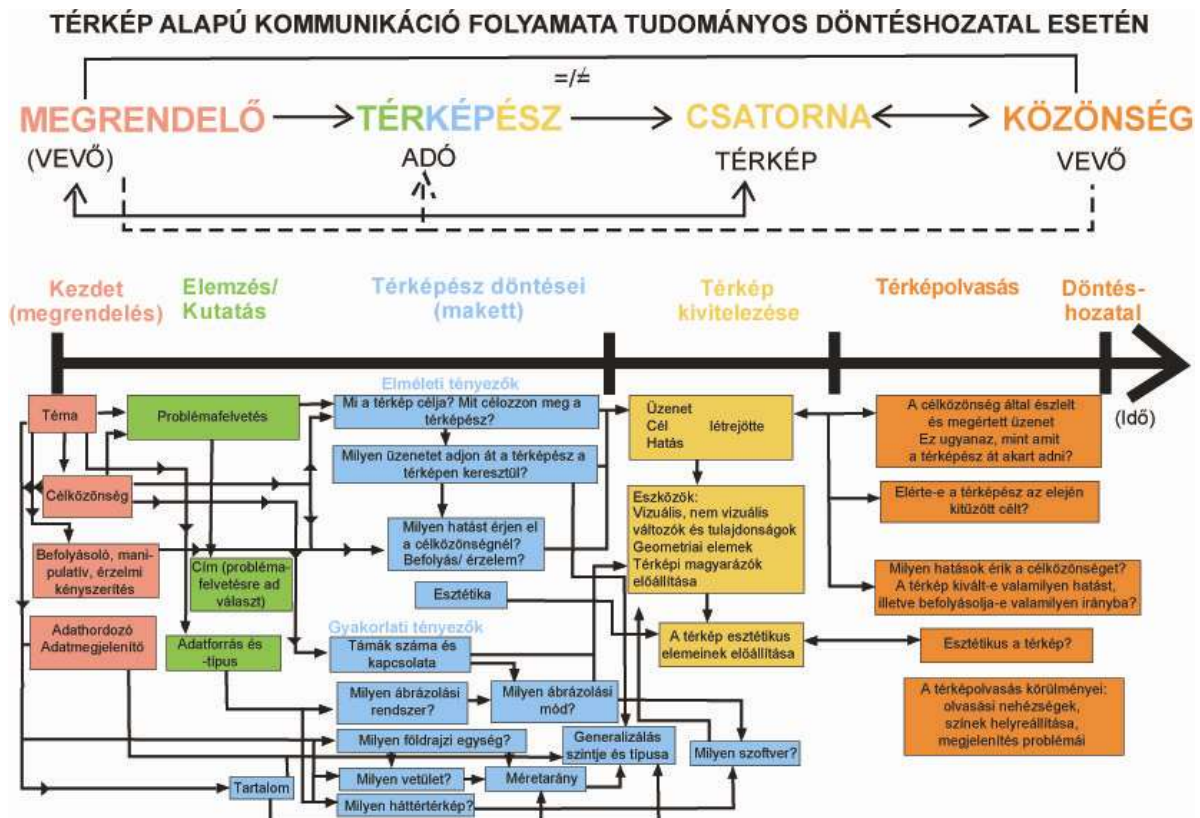 TÉRKÉP ALAPÚ KOMMUNIKÁCIÓ FOLYAMATA TUDOMÁNYOS DÖNTÉSHOZATAL ESETÉN
=/≠
MEGRENDELŐ
TÉRKÉPÉSZ
CSATORNA
KÖZÖNSÉG
(VEVŐ)
ADÓ
TÉRKÉP
VEVŐ
Kezdet
(megrendelés)
Elemzés/
Kutatás
Térképész döntései
(makett)
Térkép
kivitelezése
Térképolvasás
Döntés-
hozatal
(Idő)
Téma
Célközönség
Befolyásoló, mani-
pulatív, érzelmi
kényszerítés
Adathordozó
Adatmegjelenítő
Problémafelvetés
Cím (probléma-
felvetésre ad
választ)
Adatforrás és
-típus
Elméleti tényezők
Mi a térkép célja? Mit célozzon meg a
térképész?
Milyen üzenetet adjon át a térképész a
térképen keresztül?
Milyen hatást érjen el
a célközönségnél?
Befolyás/ érzelem?
Esztétika
Gyakorlati tényezők
Támák száma és
kapcsolata
Milyen ábrázolási
rendszer?
Milyen ábrázolási
mód?
Milyen földrajzi egység?
Generalizálás
szintje és típusa
Milyen szoftver?
Tartalom
Milyen vetület?
Méretarány
Milyen háttértérkép?
Üzenet
Cél létrejötte
Hatás
Eszközök:
Vizuális, nem vizuális
változók és tulajdonságok
Geometriai elemek
Térképi magyarázók
előállítása
A térkép esztétikus
elemeinek előállítása
A célközönség által észlelt
és megértett üzenet
Ez ugyanaz, mint amit
a térképész át akart adni?
Elérte-e a térképész az elején
kitűzött célt?
Milyen hatások érik a célközönséget?
A térkép kivált-e valamilyen hatást,
illetve befolyásolja-e valamilyen irányba?
Esztétikus a térkép?
A térképolvasás körülményei:
olvasási nehézségek,
színek helyreállítása,
megjelenítés problémái